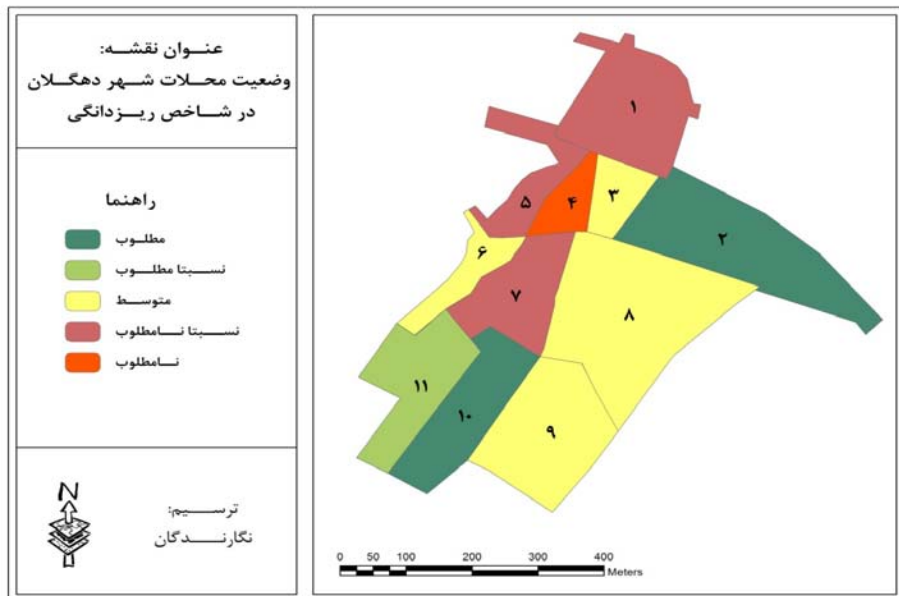 عنوان نقشه:
وضعیت محلات شهر دهگلان
در شاخص ریزدانگی
راهنما
مطلوب
نسبتا مطلوب
متوسط
نسبتا نامطلوب
نامطلوب
N
ترسیم:
نگارندگان
۱
۲
۳
۴
۵
۶
۷
۸
۹
۱۰
۱۱
0 50 100 200 300 400
Meters